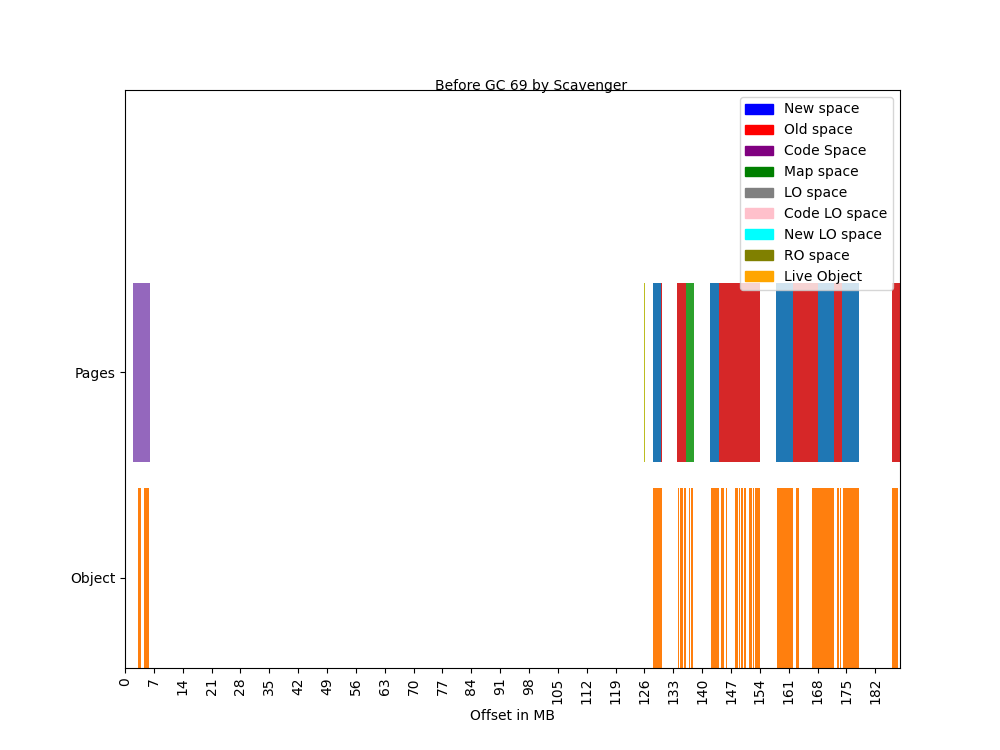 Before GC 69 by Scavenger
New space
Old space
Code Space
Map space
LO space
Code LO space
New LO space
RO space
Live Object
Pages
Object
0 7 14 21 28 35 42 49 56 63 70 77 84 91 98 105 112 119 126 133 140 147 154 161 168 175 182
Offset in MB